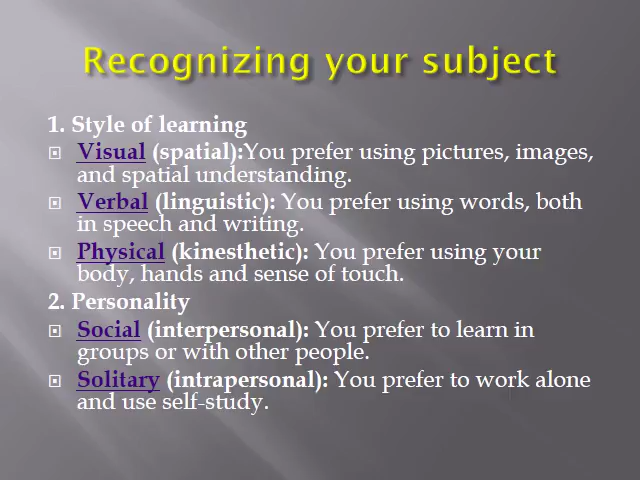 Recognizing your subject
1. Style of learning
Visual (spatial):You prefer using pictures, images,
and spatial understanding.
Verbal (linguistic): You prefer using words, both
in speech and writing.
Physical (kinesthetic): You prefer using your
body, hands and sense of touch.
2. Personality
Social (interpersonal): You prefer to learn in
groups or with other people.
Solitary (intrapersonal): You prefer to work alone
and use self-study.